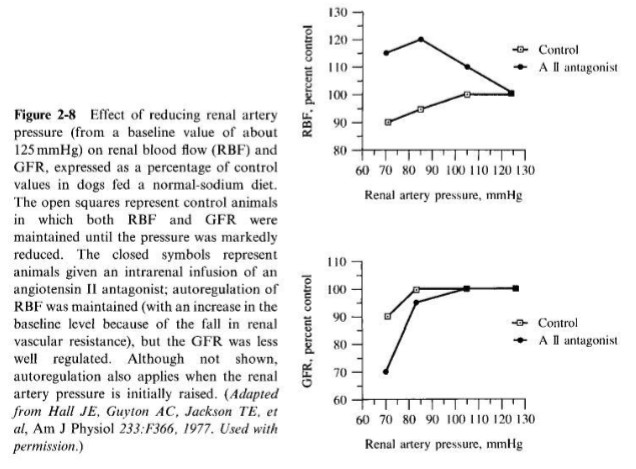 Figure 2-8 Effect of reducing renal artery
pressure (from a baseline value of about
125 mmHg) on renal blood flow (RBF) and
GFR, expressed as a percentage of control
values in dogs fed a normal-sodium diet.
The open squares represent control animals
in which both RBF and GFR were
maintained until the pressure was markedly
reduced. The closed symbols represent
animals given an intrarenal infusion of an
angiotensin II antagonist; autoregulation of
RBF was maintained (with an increase in the
baseline level because of the fall in renal
vascular resistance), but the GFR was less
well regulated. Although not shown,
autoregulation also applies when the renal
artery pressure is initially raised. (Adapted
from Hall JE, Guyton AC, Jackson TE, et
al, Am J Physiol 233:F366, 1977. Used with
permission.)
RBF, percent control
130
120
110
100
90
80
60 70 80 90 100 110 120 130
Renal artery pressure, mmHg
Control
A II antagonist
GFR, percent control
110
100
90
80
70
60
60 70 80 90 100 110 120 130
Renal artery pressure, mmHg
Control
A II antagonist